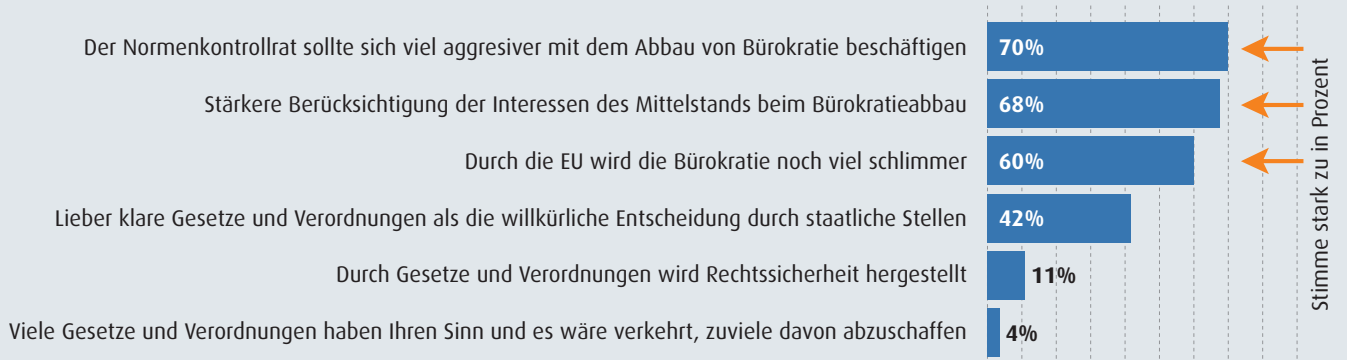 Der Normenkontrollrat sollte sich viel aggresiver mit dem Abbau von Bürokratie beschäftigen 70%
Stärkere Berücksichtigung der Interessen des Mittelstands beim Bürokratieabbau 68%
Durch die EU wird die Bürokratie noch viel schlimmer 60%
Lieber klare Gesetze und Verordnungen als die willkürliche Entscheidung durch staatliche Stellen 42%
Durch Gesetze und Verordnungen wird Rechtssicherheit hergestellt 11%
Viele Gesetze und Verordnungen haben Ihren Sinn und es wäre verkehrt, zuviele davon abzuschaffen 4%
Stimme stark zu in Prozent